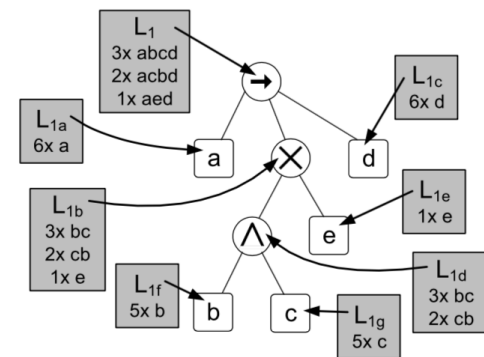 L1
3x abcd
2x acbd
1x aed
→
L1c
6x d
L1a
6x a
a
×
d
L1b
3x bc
2x cb
1x e
L1e
1x e
∧
e
L1f
5x b
b
c
L1g
5x c
L1d
3x bc
2x cb